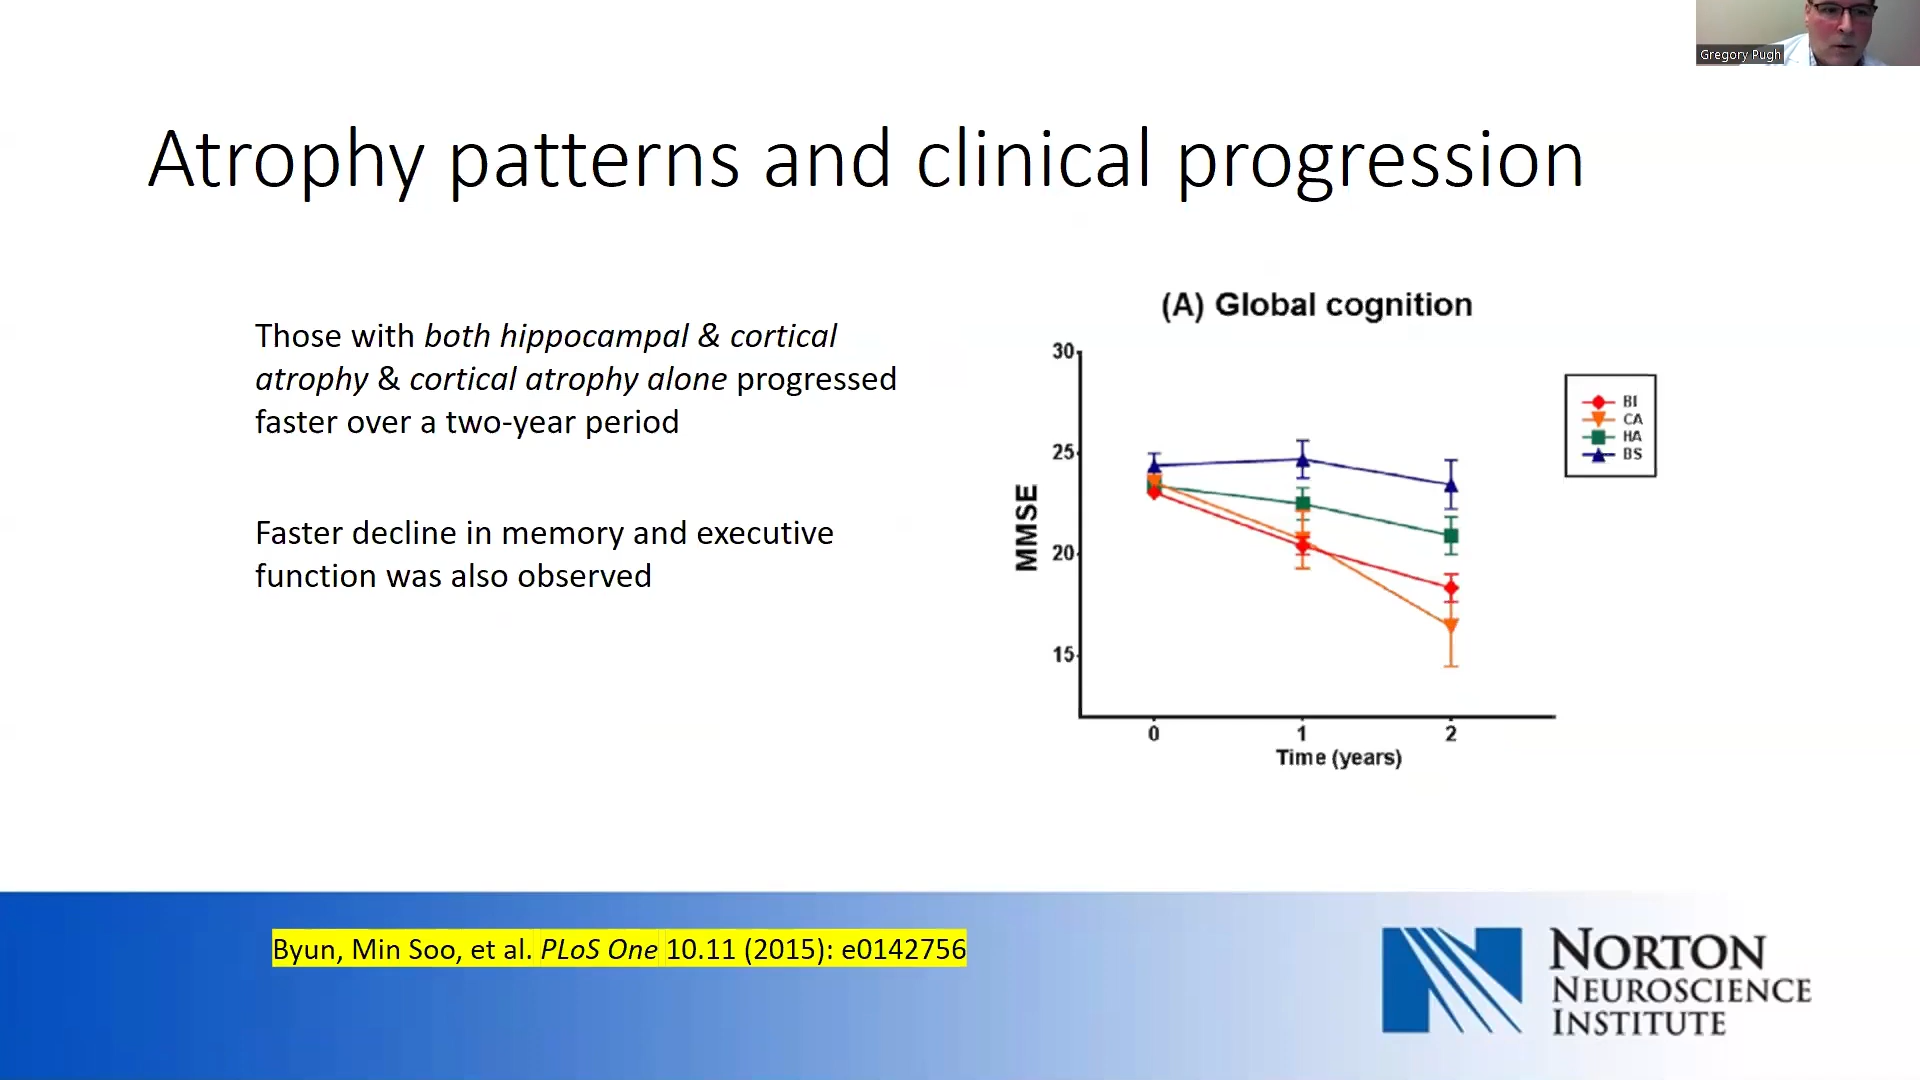 Gregory Pugh
Atrophy patterns and clinical progression
Those with both hippocampal & cortical
atrophy & cortical atrophy alone progressed
faster over a two-year period
Faster decline in memory and executive
function was also observed
(A) Global cognition
30
25
20
15
MMSE
0 1 2
Time (years)
BI
CA
HA
BS
Byun, Min Soo, et al. PLoS One 10.11 (2015): e0142756
NORTON
NEUROSCIENCE
INSTITUTE